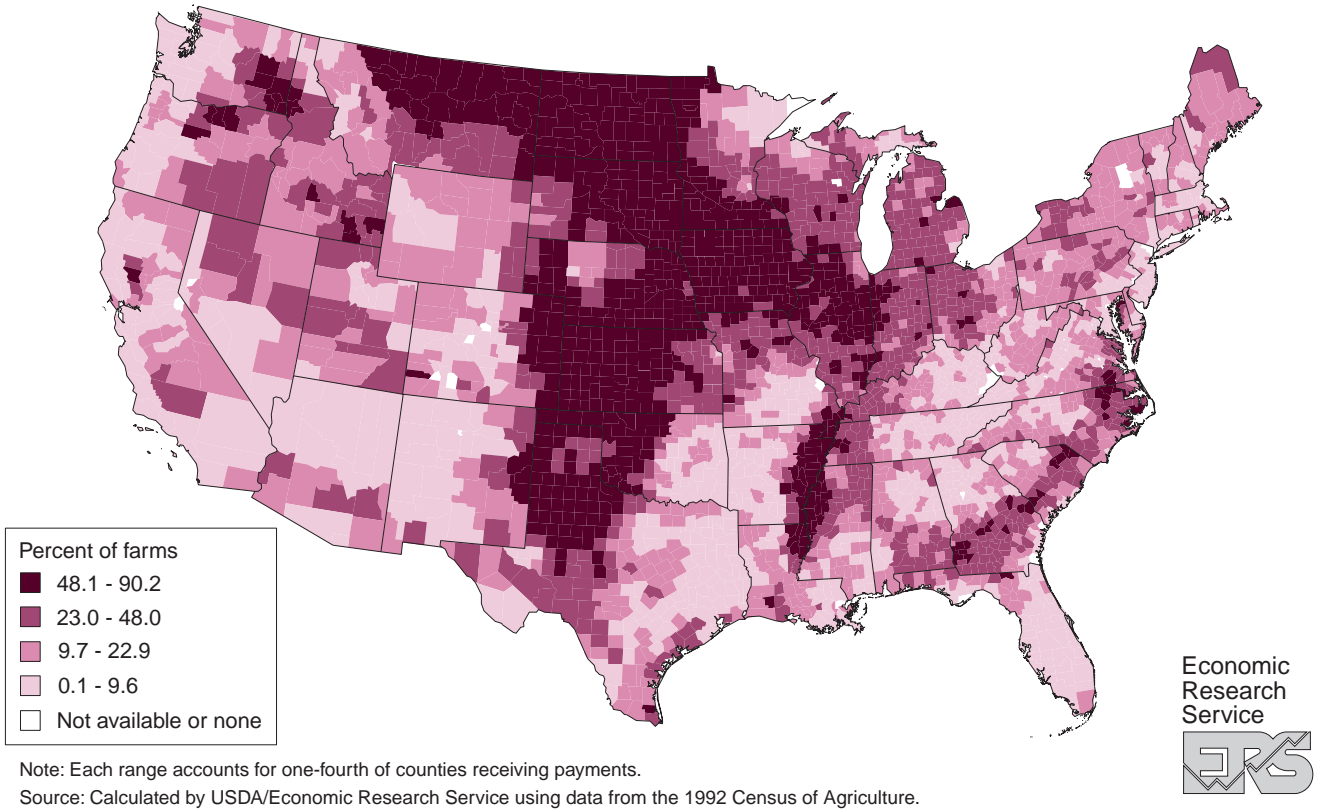 Percent of farms
48.1 - 90.2
23.0 - 48.0
9.7 - 22.9
0.1 - 9.6
Not available or none
Economic
Research
Service
ERS
Note: Each range accounts for one-fourth of counties receiving payments.
Source: Calculated by USDA/Economic Research Service using data from the 1992 Census of Agriculture.